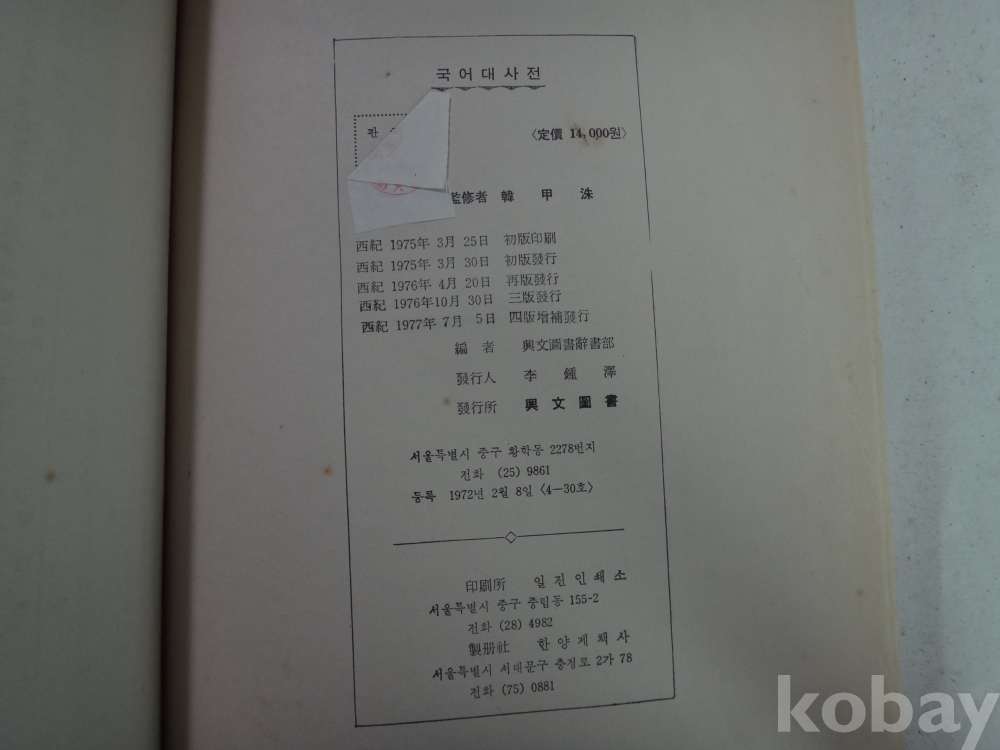 국어대사전
판
〈定價 14,000원〉
監修者 韓 甲 洙
西紀 1975年 3月 25日 初版印刷
西紀 1975年 3月 30日 初版發行
西紀 1976年 4月 20日 再版發行
西紀 1976年10月 30日 三版發行
西紀 1977年 7月 5日 四版增補發行
編 者 興文圖書辭書部
發行人 李 鍾 澤
發行所 興文圖書
서울특별시 중구 황학동 2278번지
전화 (25) 9861
등록 1972년 2월 8일 〈4—30호〉
印刷所 일진인쇄소
서울특별시 중구 중림동 155-2
전화 (28) 4982
製册社 한양제책사
서울특별시 서대문구 충정로 2가 78
전화 (75) 0881
kobay